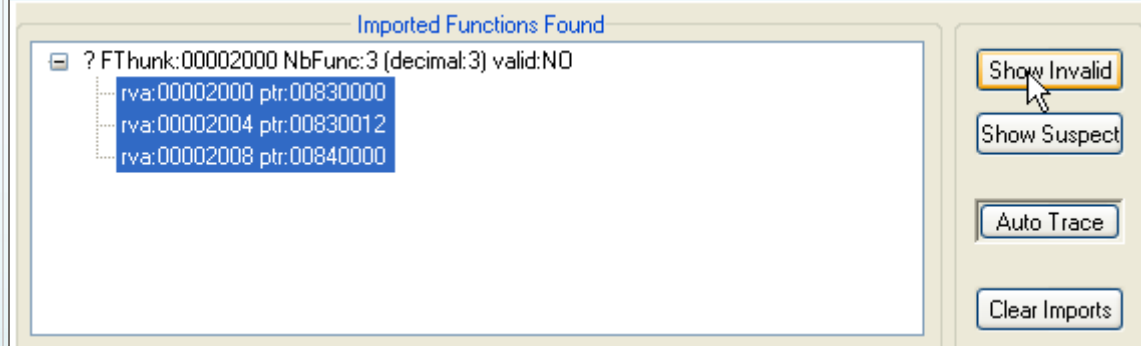 Imported Functions Found
? FThunk:00002000 NbFunc:3 (decimal:3) valid:NO
rva:00002000 ptr:00830000
rva:00002004 ptr:00830012
rva:00002008 ptr:00840000
Show Invalid
Show Suspect
Auto Trace
Clear Imports